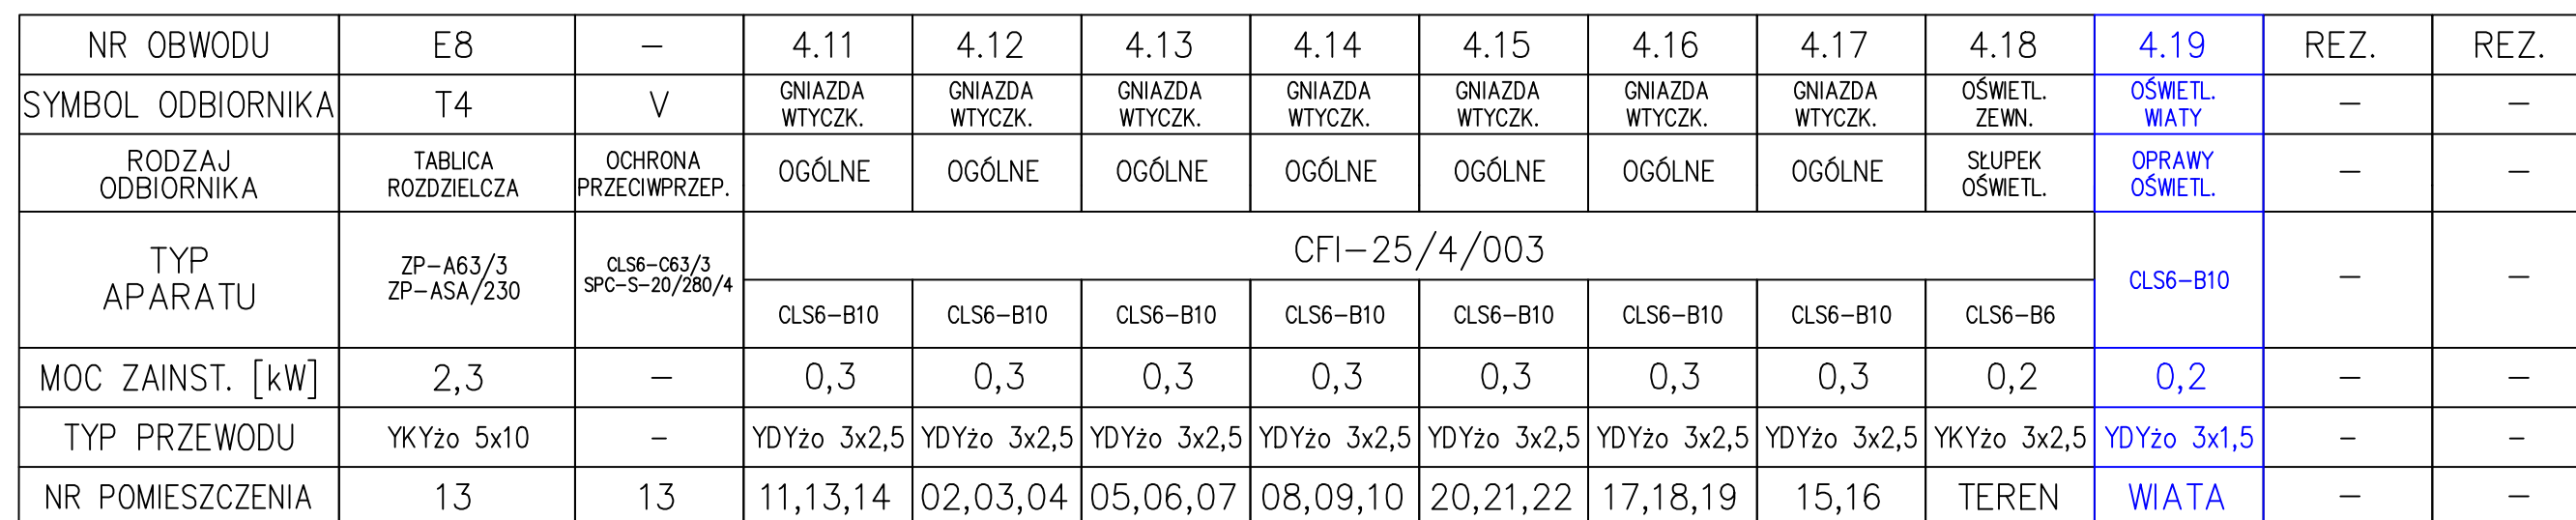 NR OBWODU E8 – 4.11 4.12 4.13 4.14 4.15 4.16 4.17 4.18 4.19 REZ. REZ.
SYMBOL ODBIORNIKA T4 V GNIAZDA WTYCZK. GNIAZDA WTYCZK. GNIAZDA WTYCZK. GNIAZDA WTYCZK. GNIAZDA WTYCZK. GNIAZDA WTYCZK. GNIAZDA WTYCZK. OŚWIETL. ZEWN. OŚWIETL. WIATY – –
RODZAJ ODBIORNIKA TABLICA ROZDZIELCZA OCHRONA PRZECIWPRZEP. OGÓLNE OGÓLNE OGÓLNE OGÓLNE OGÓLNE OGÓLNE OGÓLNE SŁUPEK OŚWIETL. OPRAWY OŚWIETL. – –
TYP APARATU ZP–A63/3 ZP–ASA/230 CLS6–C63/3 SPC–S–20/280/4 CFI–25/4/003 CLS6–B10 – –
CLS6–B10 CLS6–B10 CLS6–B10 CLS6–B10 CLS6–B10 CLS6–B10 CLS6–B10 CLS6–B6
MOC ZAINST. [kW] 2,3 – 0,3 0,3 0,3 0,3 0,3 0,3 0,3 0,2 0,2 – –
TYP PRZEWODU YKYżo 5x10 – YDYżo 3x2,5 YDYżo 3x2,5 YDYżo 3x2,5 YDYżo 3x2,5 YDYżo 3x2,5 YDYżo 3x2,5 YDYżo 3x2,5 YKYżo 3x2,5 YDYżo 3x1,5 – –
NR POMIESZCZENIA 13 13 11,13,14 02,03,04 05,06,07 08,09,10 20,21,22 17,18,19 15,16 TEREN WIATA – –